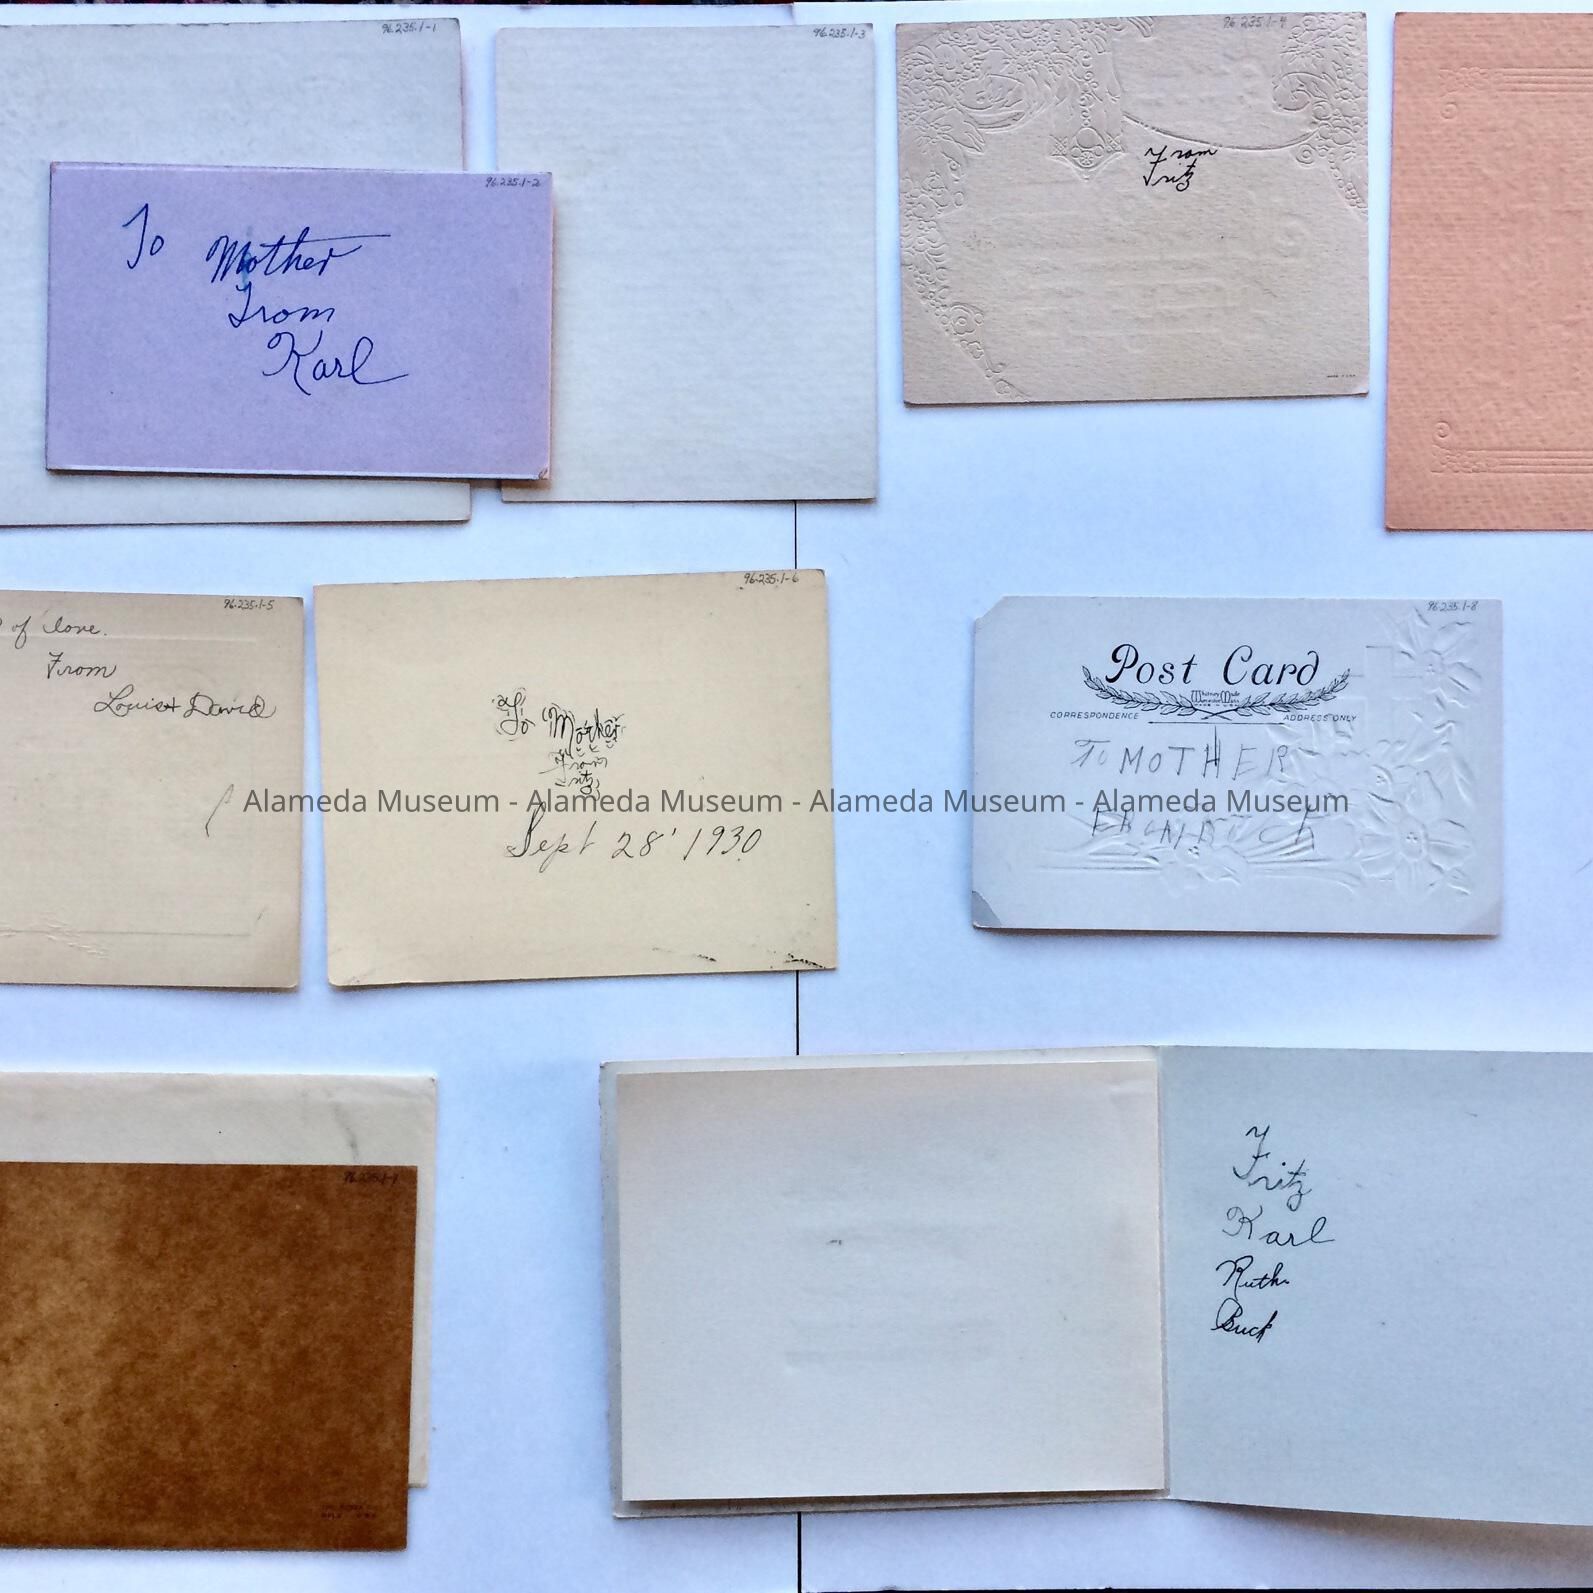 96.235.1-1
96.235.1-3
96.235.1-4
96.235.1-2
To Mother
From
Karl
From
Fritz
96.235.1-5
of love.
From
Louis + David
96.235.1-6
To Mother
From
Fritz
Sept 28' 1930
96.235.1-8
Post Card
CORRESPONDENCE
ADDRESS ONLY
TO MOTHER
Alameda Museum - Alameda Museum - Alameda Museum - Alameda Museum
Fritz
Karl
Ruth
Buck